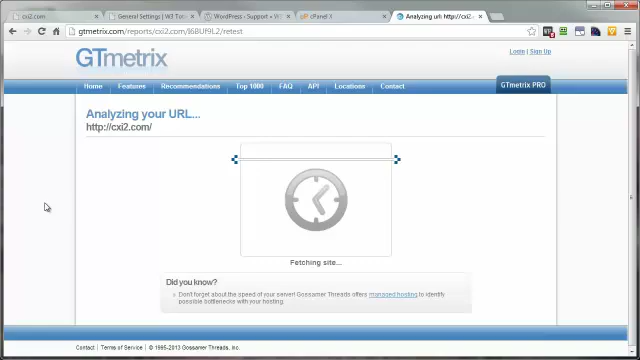 cxi2.com
General Settings | W3 Tota
WordPress › Support » W3
cPanel X
Analyzing url: http://cxi2.c
gtmetrix.com/reports/cxi2.com/J6BUf9L2/retest
GTmetrix
Login | Sign Up
Home Features Recommendations Top 1000 FAQ API Locations Contact GTmetrix PRO
Analyzing your URL...
http://cxi2.com/
Fetching site...
Did you know?
Don't forget about the speed of your server! Gossamer Threads offers managed hosting to identify
possible bottlenecks with your hosting.
Contact | Terms of Service | © 1995-2013 Gossamer Threads, Inc.